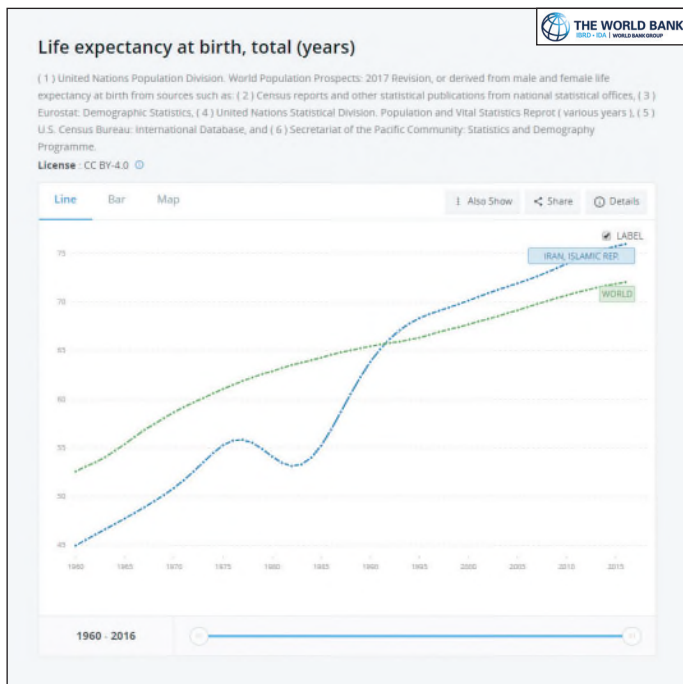 THE WORLD BANK
IBRD • IDA | WORLD BANK GROUP
Life expectancy at birth, total (years)
( 1 ) United Nations Population Division. World Population Prospects: 2017 Revision, or derived from male and female life
expectancy at birth from sources such as: ( 2 ) Census reports and other statistical publications from national statistical offices, ( 3 )
Eurostat: Demographic Statistics, ( 4 ) United Nations Statistical Division. Population and Vital Statistics Reprot ( various years ), ( 5 )
U.S. Census Bureau: International Database, and ( 6 ) Secretariat of the Pacific Community: Statistics and Demography
Programme.
License : CC BY-4.0
Line Bar Map Also Show Share Details
LABEL
75
IRAN, ISLAMIC REP.
70
WORLD
65
60
55
50
45
1960 1965 1970 1975 1980 1985 1990 1995 2000 2005 2010 2015
1960 - 2016